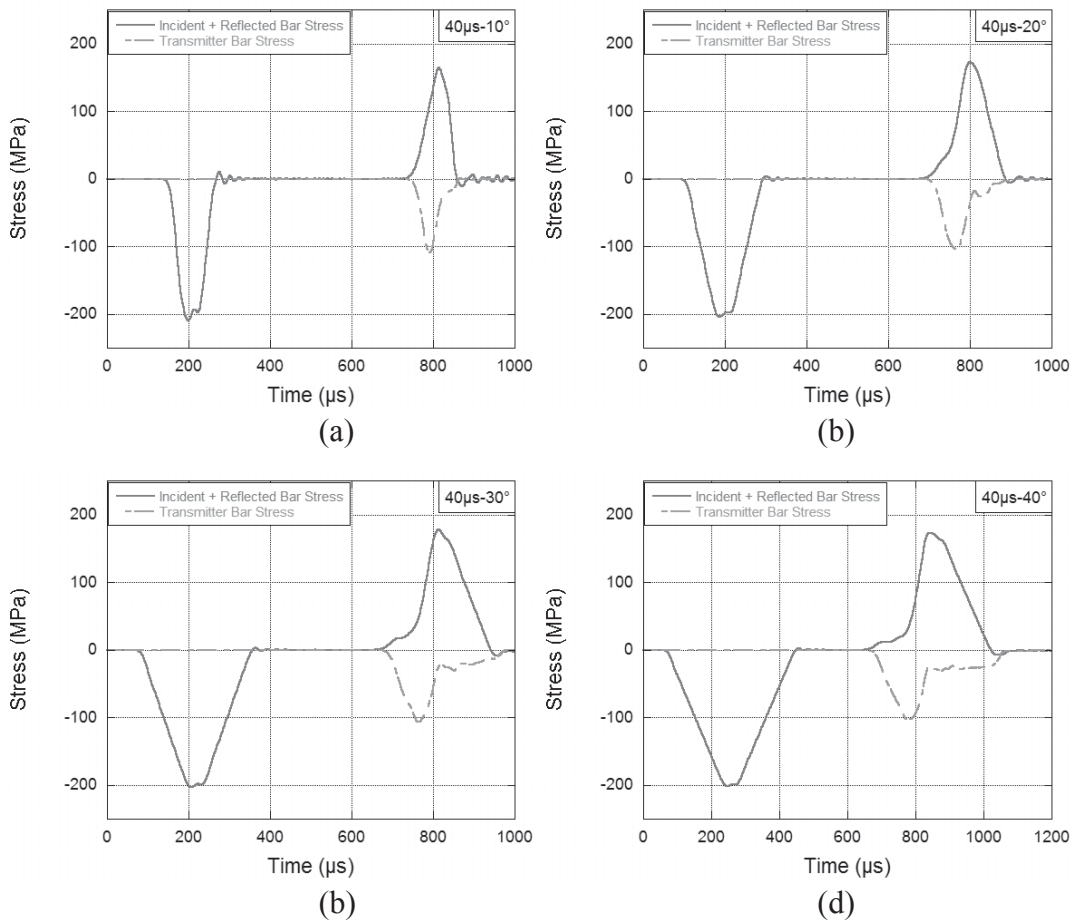 Incident + Reflected Bar Stress
Transmitter Bar Stress
40µs-10°
200
100
0
-100
-200
Stress (MPa)
0 200 400 600 800 1000
Time (µs)
(a)
Incident + Reflected Bar Stress
Transmitter Bar Stress
40µs-20°
200
100
0
-100
-200
Stress (MPa)
0 200 400 600 800 1000
Time (µs)
(b)
Incident + Reflected Bar Stress
Transmitter Bar Stress
40µs-30°
200
100
0
-100
-200
Stress (MPa)
0 200 400 600 800 1000
Time (µs)
(b)
Incident + Reflected Bar Stress
Transmitter Bar Stress
40µs-40°
200
100
0
-100
-200
Stress (MPa)
0 200 400 600 800 1000 1200
Time (µs)
(d)